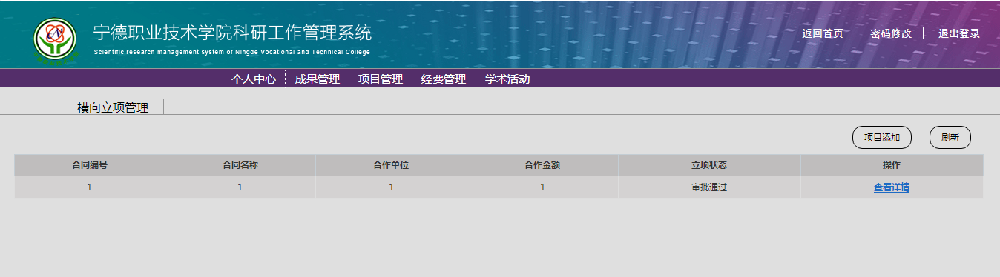 宁德职业技术学院科研工作管理系统
Scientific research management system of Ningde Vocational and Technical College
返回首页 密码修改 退出登录
个人中心 成果管理 项目管理 经费管理 学术活动
横向立项管理
项目添加 刷新
合同编号 合同名称 合作单位 合作金额 立项状态 操作
1 1 1 1 审批通过 查看详情